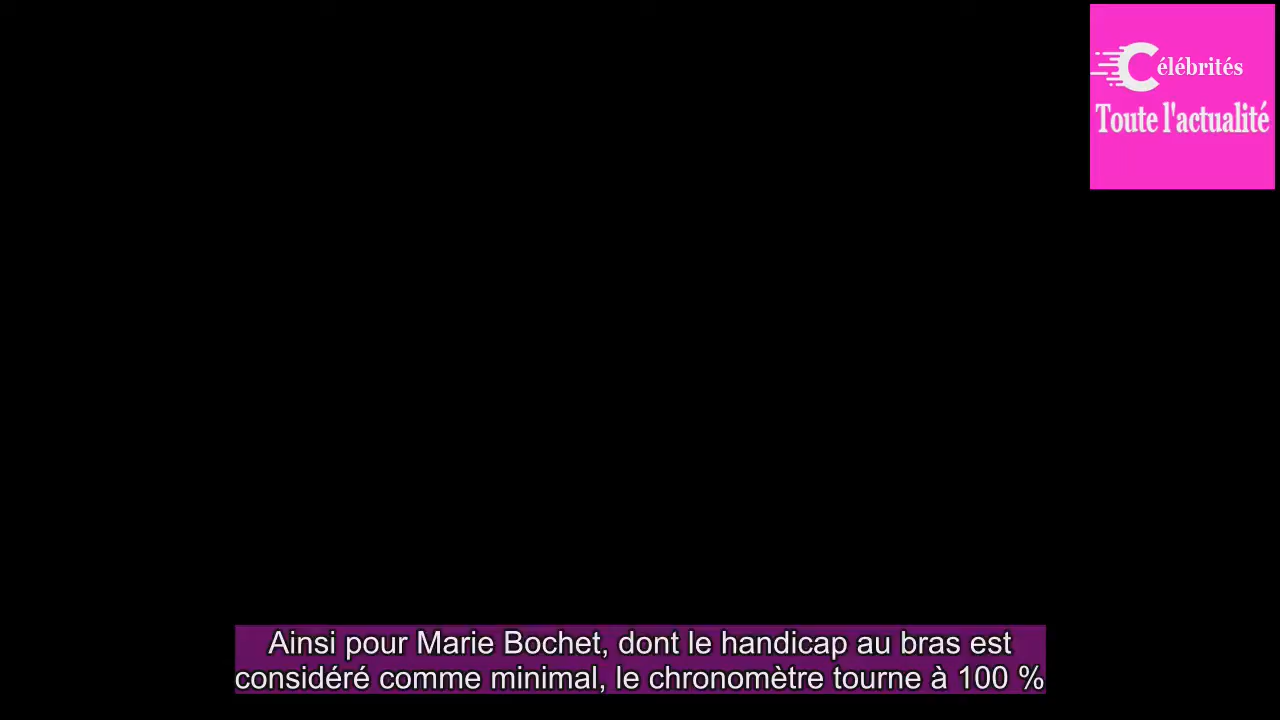 Célébrités
Toute l'actualité
Ainsi pour Marie Bochet, dont le handicap au bras est
considéré comme minimal, le chronomètre tourne à 100 %